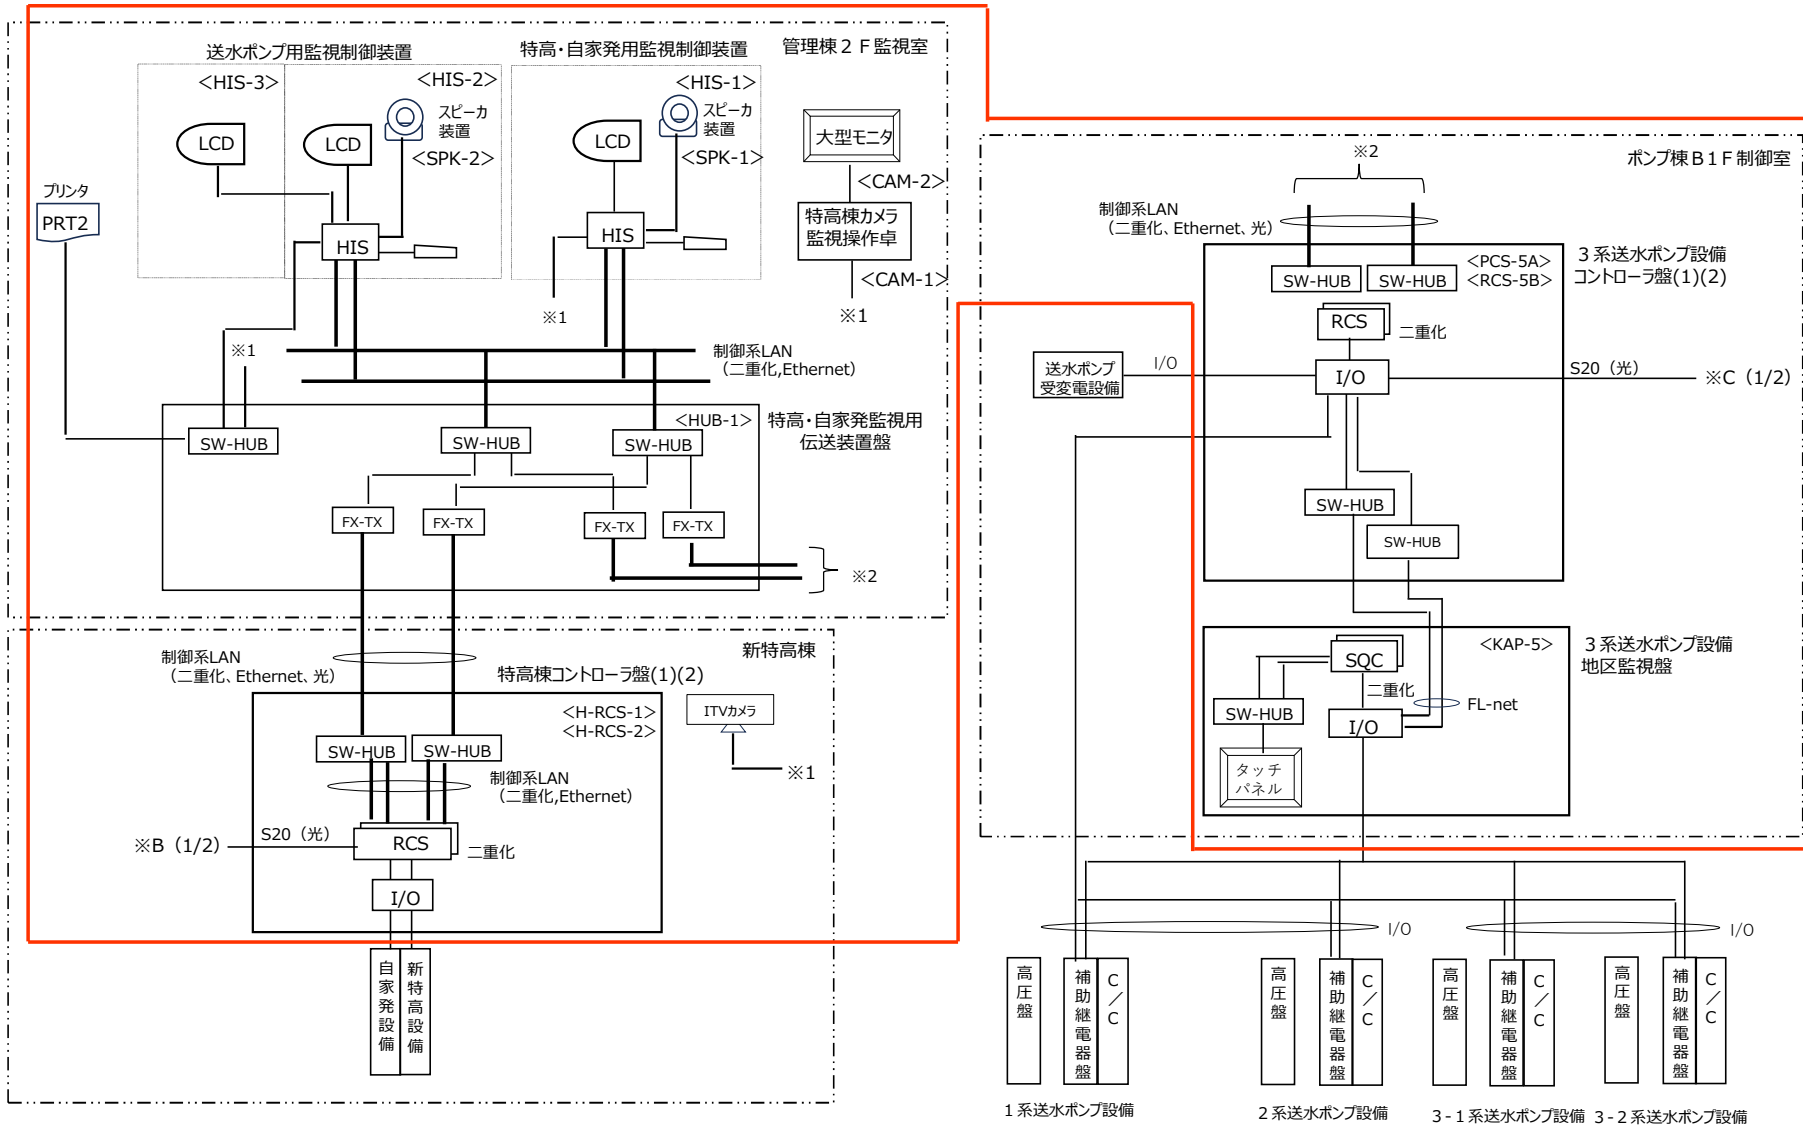 送水ポンプ用監視制御装置
特高・自家発用監視制御装置
管理棟２Ｆ監視室
<HIS-3>
<HIS-2>
<HIS-1>
スピーカ
装置
スピーカ
装置
LCD
LCD
LCD
<SPK-2>
<SPK-1>
大型モニタ
<CAM-2>
特高棟カメラ
監視操作卓
<CAM-1>
※1
プリンタ
PRT2
HIS
HIS
※1
※1
制御系LAN
（二重化,Ethernet）
<HUB-1>
特高・自家発監視用
伝送装置盤
SW-HUB
SW-HUB
SW-HUB
FX-TX
FX-TX
FX-TX
FX-TX
※2
新特高棟
制御系LAN
（二重化、Ethernet、光）
特高棟コントローラ盤(1)(2)
<H-RCS-1>
<H-RCS-2>
ITVカメラ
※1
SW-HUB
SW-HUB
制御系LAN
（二重化,Ethernet）
※B（1/2）
S20（光）
RCS
二重化
I/O
自家発設備
新特高設備
ポンプ棟Ｂ１Ｆ制御室
※2
制御系LAN
（二重化、Ethernet、光）
<PCS-5A>
<RCS-5B>
３系送水ポンプ設備
コントローラ盤(1)(2)
SW-HUB
SW-HUB
RCS
二重化
送水ポンプ
受変電設備
I/O
I/O
S20（光）
※C（1/2）
SW-HUB
SW-HUB
<KAP-5>
３系送水ポンプ設備
地区監視盤
SQC
二重化
SW-HUB
I/O
FL-net
タッチ
パネル
I/O
I/O
高圧盤
補助継電器盤
C／C
高圧盤
補助継電器盤
C／C
高圧盤
補助継電器盤
C／C
高圧盤
補助継電器盤
C／C
１系送水ポンプ設備
２系送水ポンプ設備
３-１系送水ポンプ設備
３-２系送水ポンプ設備